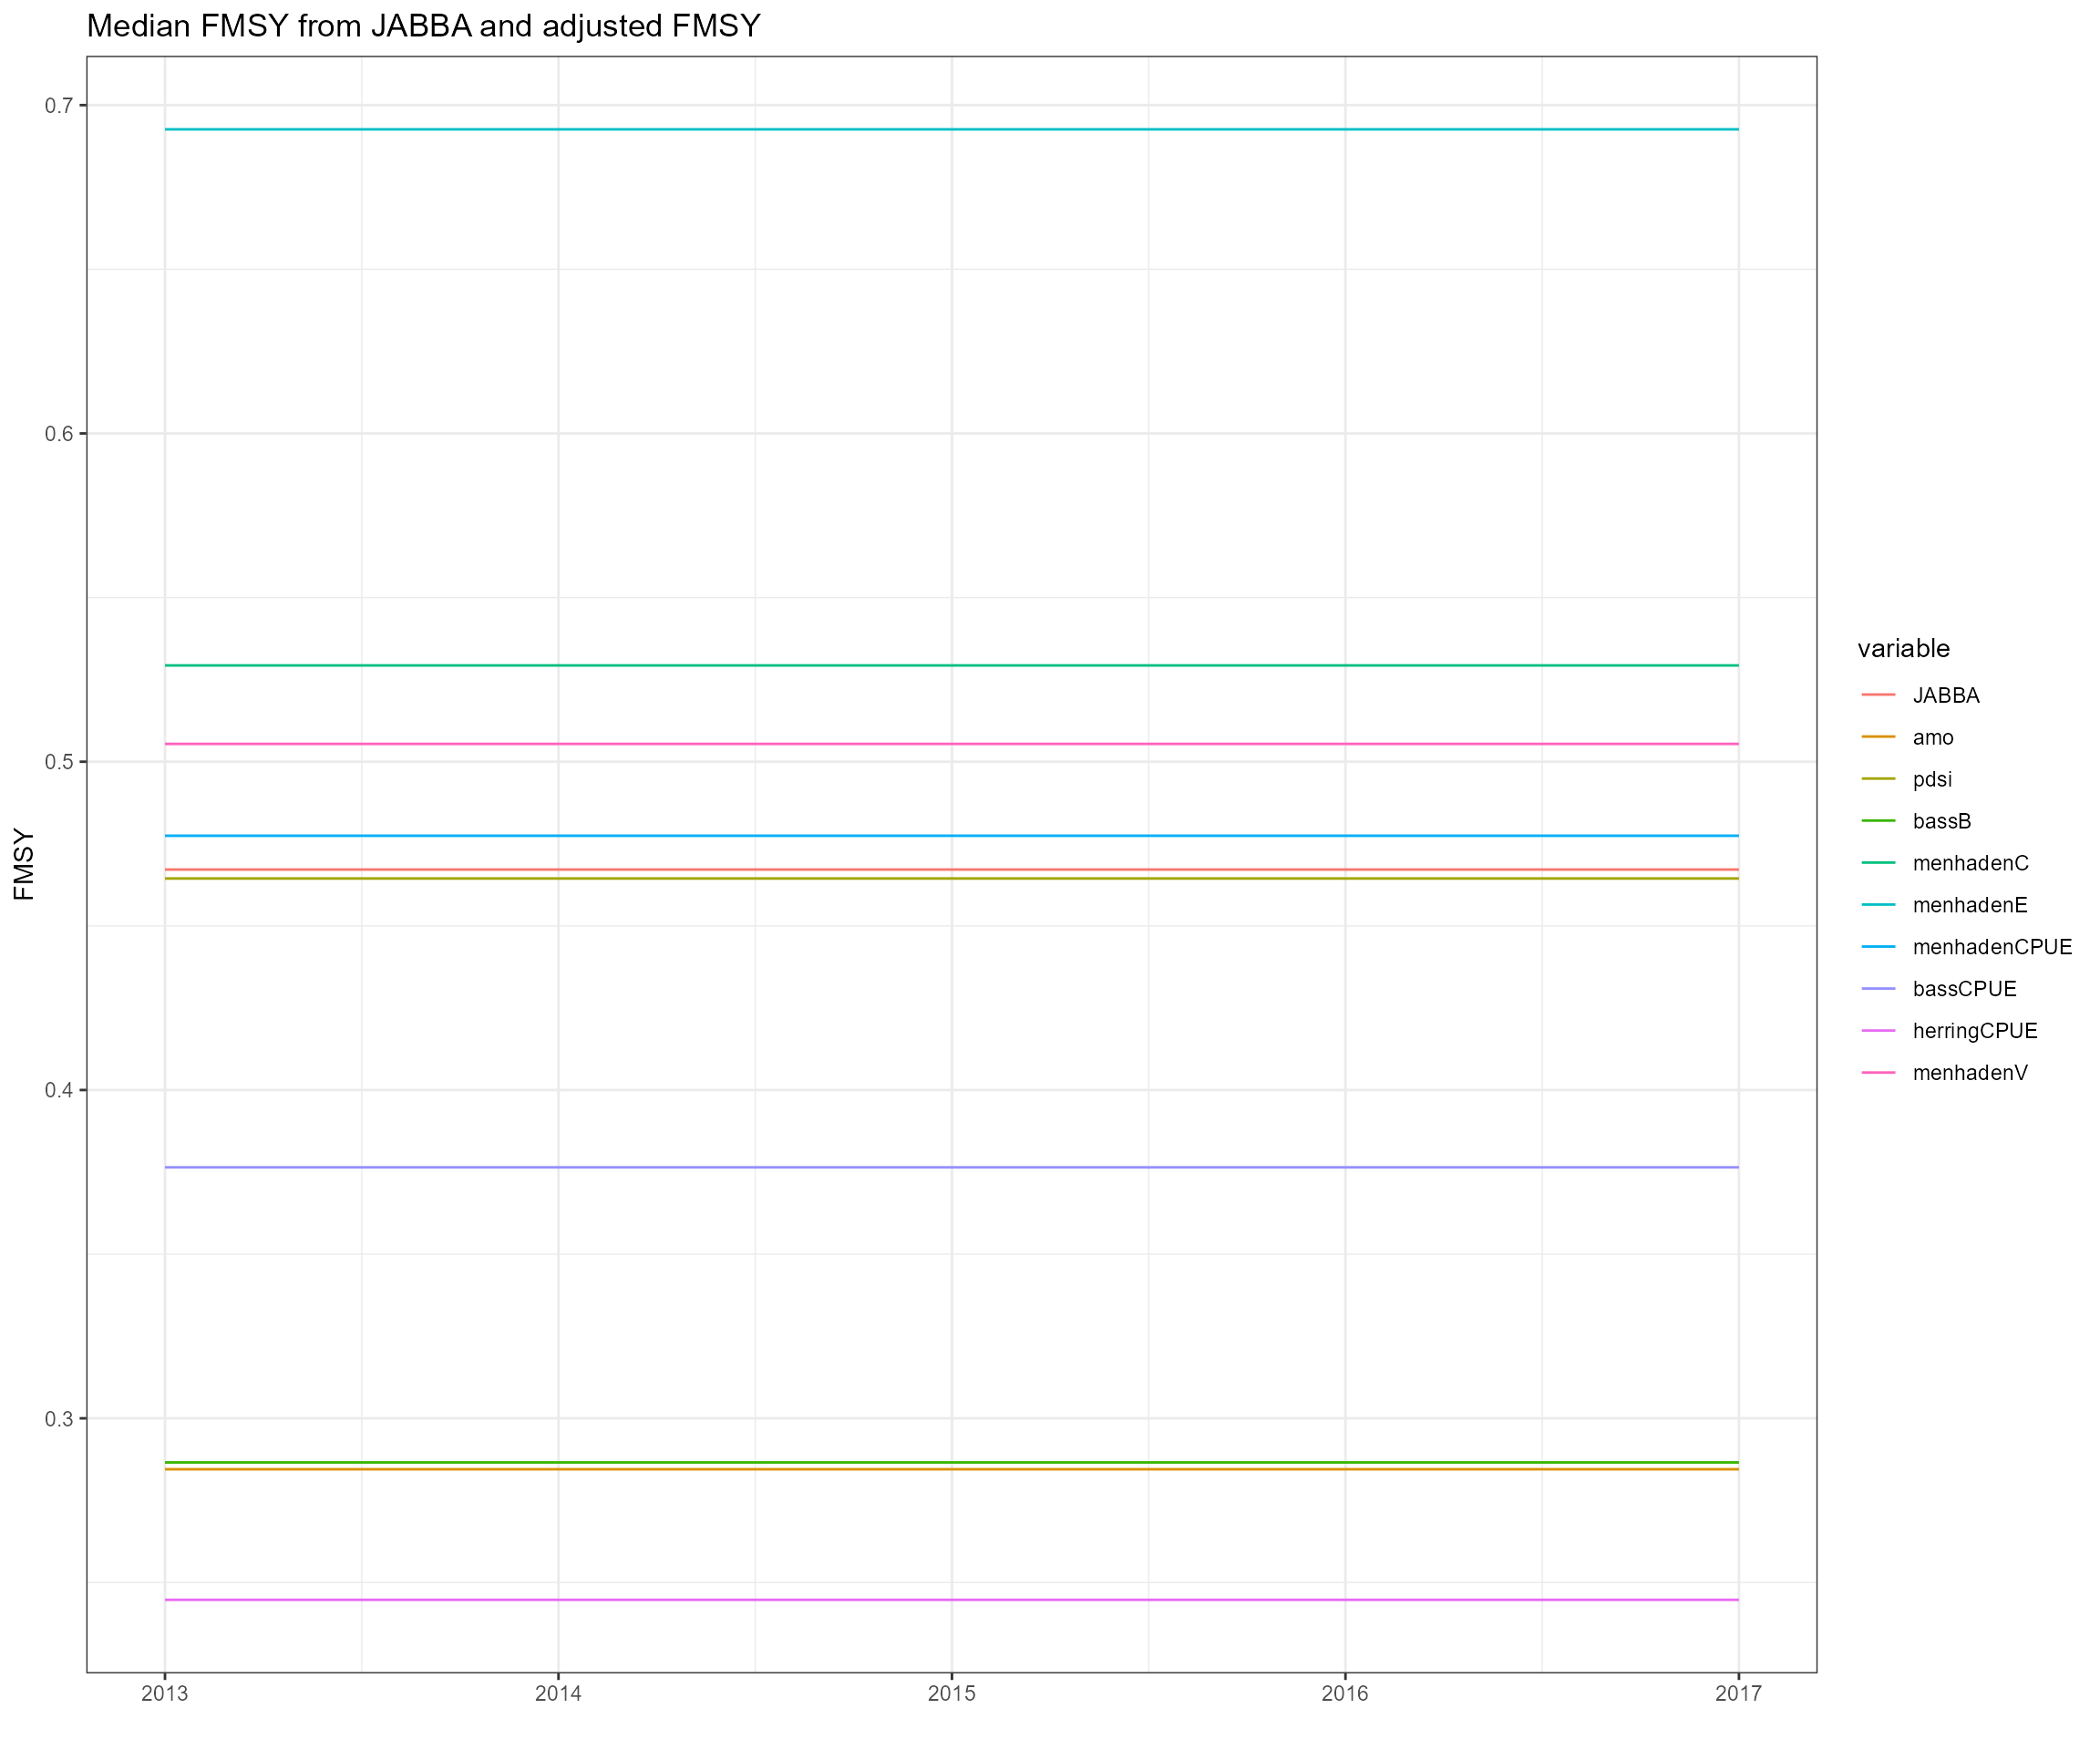 Median FMSY from JABBA and adjusted FMSY
0.7
0.6
0.5
0.4
0.3
FMSY
2013
2014
2015
2016
2017
variable
JABBA
amo
pdsi
bassB
menhadenC
menhadenE
menhadenCPUE
bassCPUE
herringCPUE
menhadenV